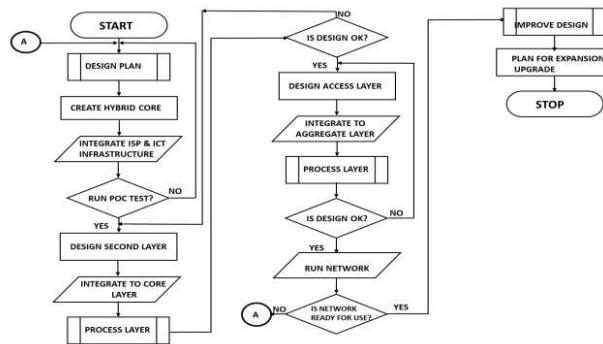 START
A
DESIGN PLAN
CREATE HYBRID CORE
INTEGRATE ISP & ICT
INFRASTRUCTURE
RUN POC TEST?
NO
YES
DESIGN SECOND LAYER
INTEGRATE TO CORE
LAYER
PROCESS LAYER
NO
IS DESIGN OK?
YES
DESIGN ACCESS LAYER
INTEGRATE TO
AGGREGATE LAYER
PROCESS LAYER
IS DESIGN OK?
NO
YES
RUN NETWORK
A
NO
IS NETWORK
READY FOR USE?
YES
IMPROVE DESIGN
PLAN FOR EXPANSION
UPGRADE
STOP